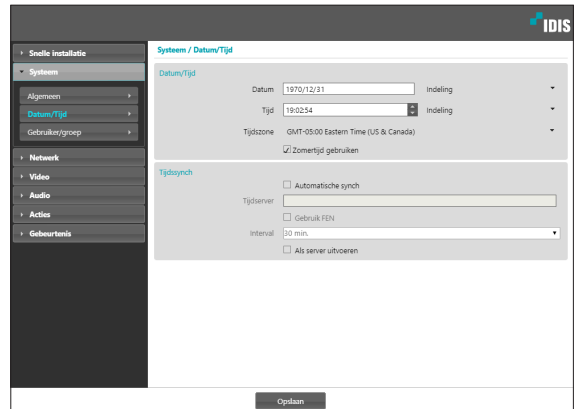 IDIS
Snelle installatie
Systeem
Algemeen
Datum/Tijd
Gebruiker/groep
Netwerk
Video
Audio
Acties
Gebeurtenis
Systeem / Datum/Tijd
Datum/Tijd
Datum 1970/12/31 Indeling
Tijd 19:02:54 Indeling
Tijdszone GMT-05:00 Eastern Time (US & Canada)
Zomertijd gebruiken
Tijdssynch
Automatische synch
Tijdserver
Gebruik FEN
Interval 30 min.
Als server uitvoeren
Opslaan